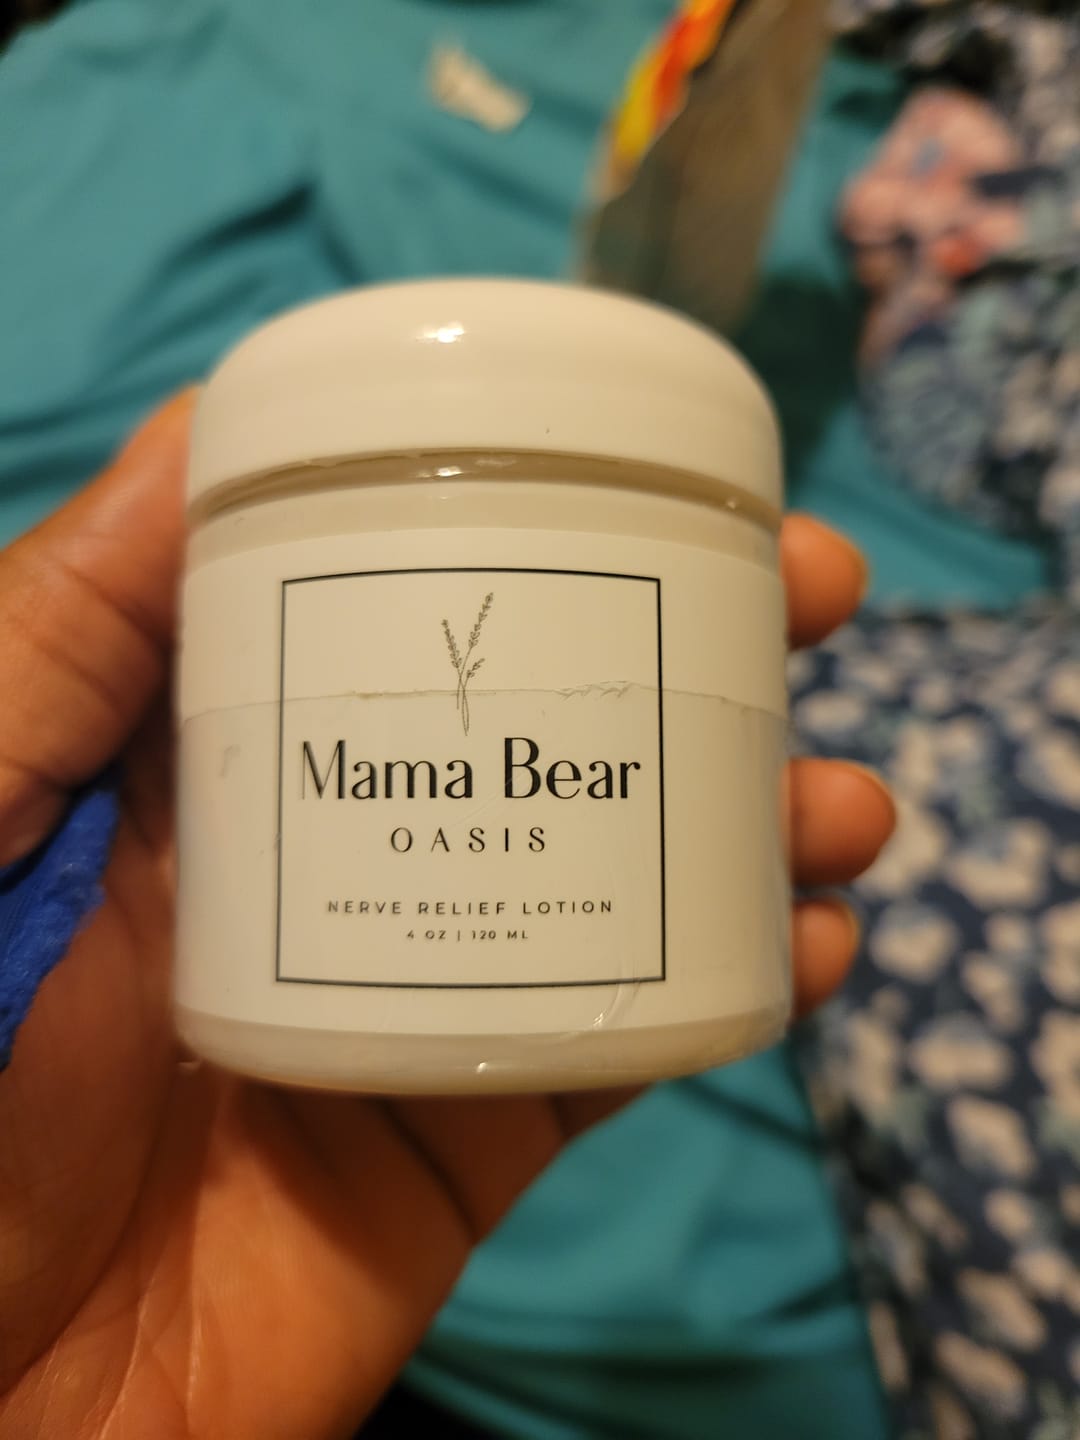 Mama Bear
OASIS
NERVE RELIEF LOTION
4 OZ | 120 ML